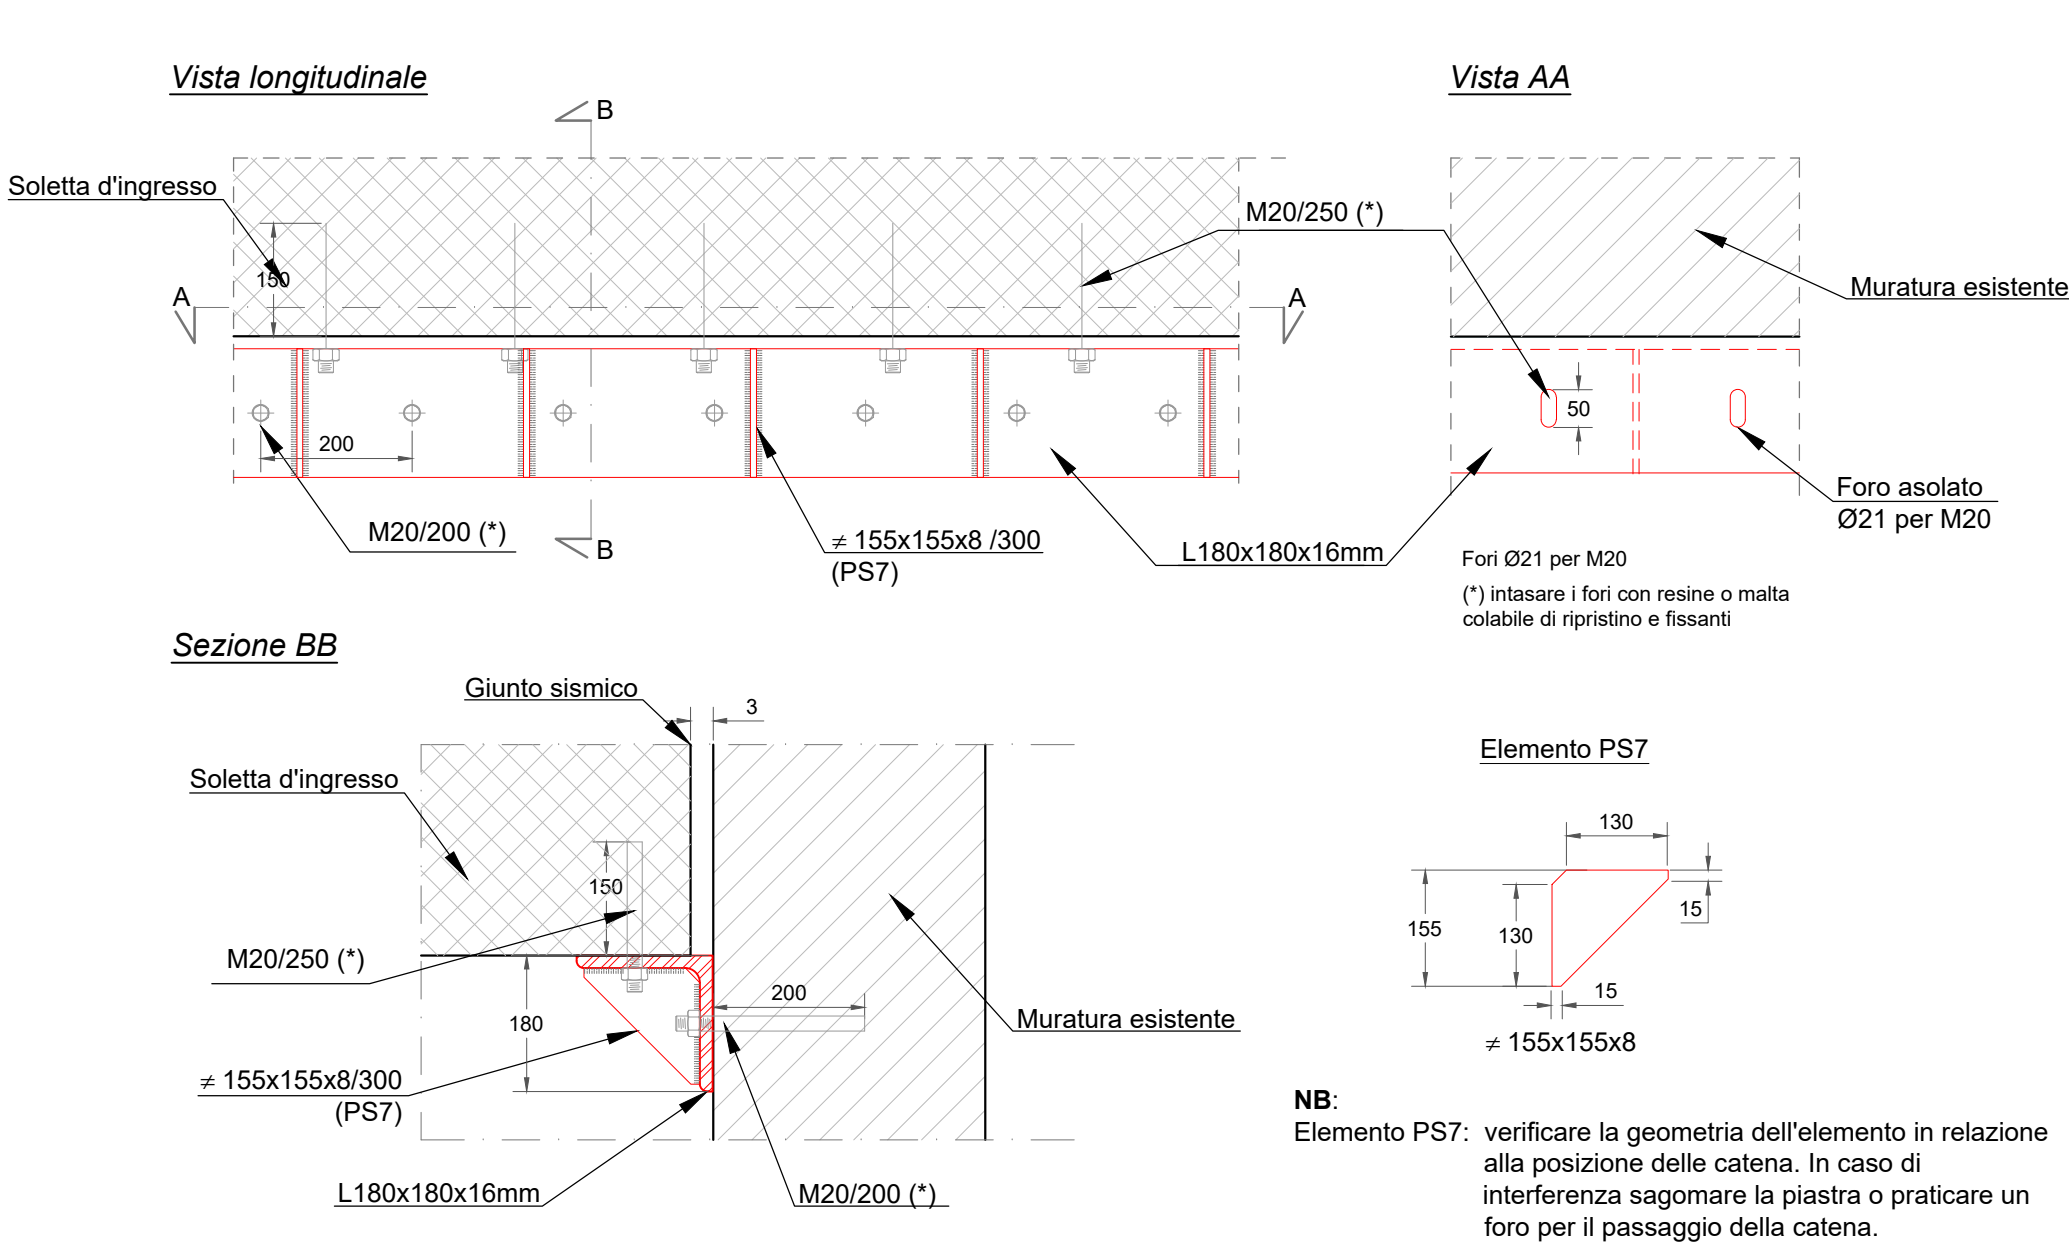 Vista longitudinale
Vista AA
B
Soletta d'ingresso
M20/250 (*)
150
A
A
Muratura esistente
50
200
M20/200 (*)
B
≠ 155x155x8 /300
(PS7)
L180x180x16mm
Foro asolato
Ø21 per M20
Fori Ø21 per M20
(*) intasare i fori con resine o malta
colabile di ripristino e fissanti
Sezione BB
Giunto sismico
3
Soletta d'ingresso
150
M20/250 (*)
180
200
Muratura esistente
≠ 155x155x8/300
(PS7)
L180x180x16mm
M20/200 (*)
Elemento PS7
130
155
130
15
15
≠ 155x155x8
NB:
Elemento PS7: verificare la geometria dell'elemento in relazione
alla posizione delle catena. In caso di
interferenza sagomare la piastra o praticare un
foro per il passaggio della catena.